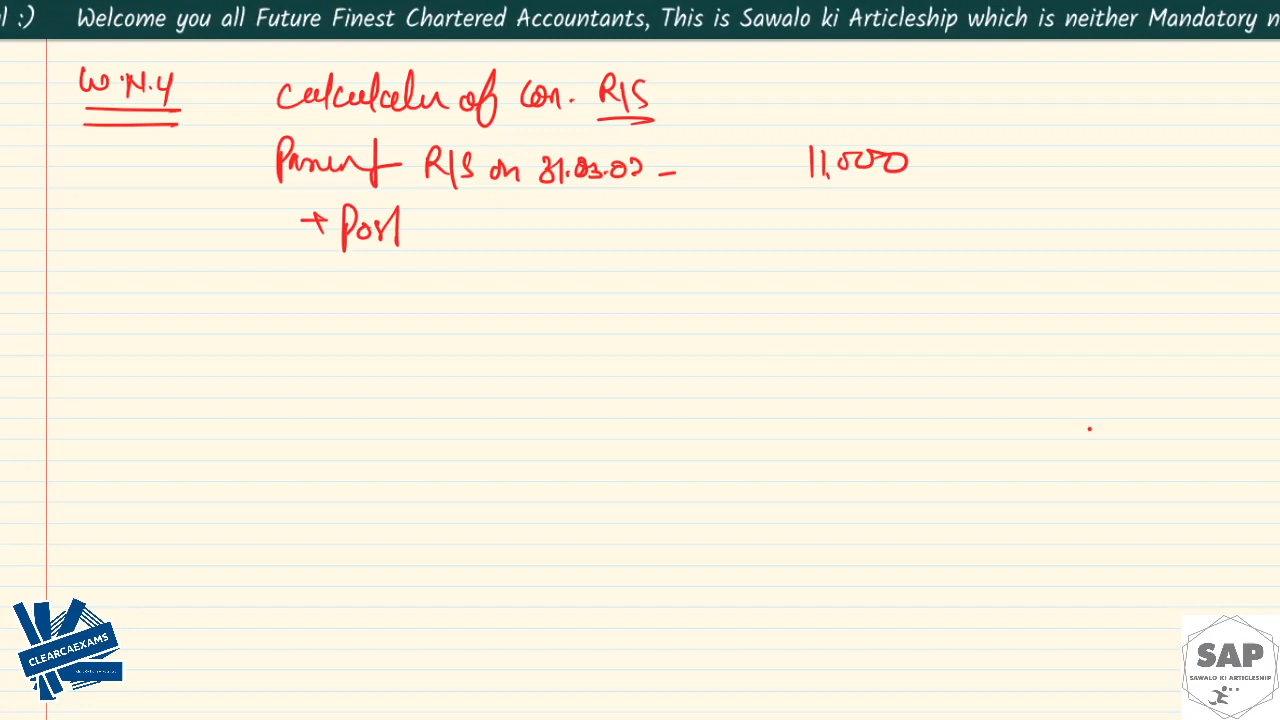 l :) Welcome you all Future Finest Chartered Accountants, This is Sawalo ki Articleship which is neither Mandatory n
W.N.4 Calculatn of Con. R/S
Parent R/S on 31.03.02 - 11,000
+ Post
CLEARCAEXAMS
SAP
SAWALO KI ARTICLESHIP